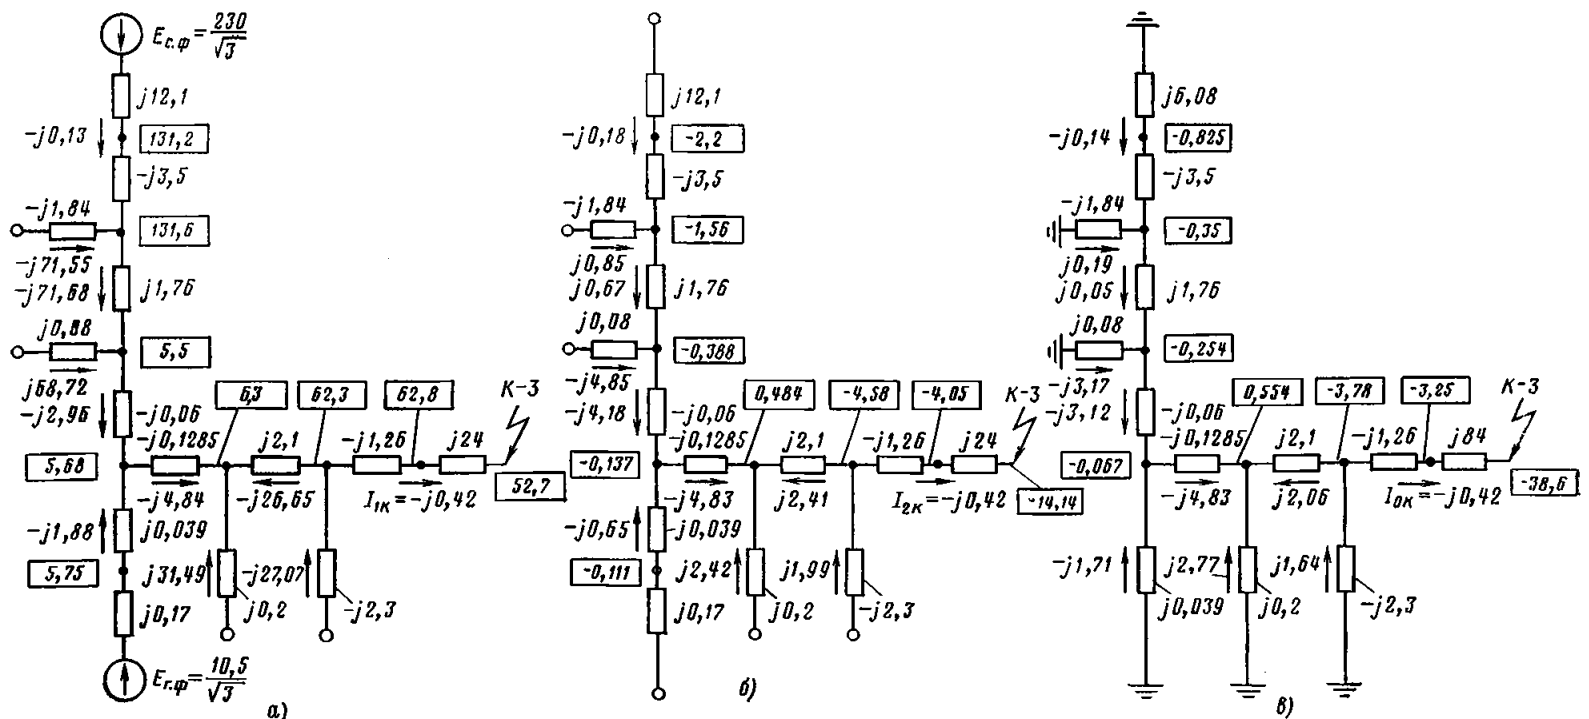 E с.ф = 230/√3
j12,1
-j0,13
131,2
-j3,5
-j1,84
131,6
-j71,55
-j71,68
j1,76
j0,88
5,5
j68,72
-j2,96
-j0,06
-j0,1285
6,3
62,3
62,8
К-3
j2,1
-j1,26
j24
5,68
52,7
-j4,84
-j26,65
I1К=-j0,42
-j1,88
j0,039
5,75
j31,49
-j27,07
j0,17
j0,2
-j2,3
E г.ф = 10,5/√3
а)
j12,1
-j0,18
-2,2
-j3,5
-j1,84
-1,56
j0,85
j0,67
j1,76
j0,08
-0,388
-j4,85
-j4,18
-j0,06
-j0,1285
0,484
-4,58
-4,05
К-3
j2,1
-j1,26
j24
-0,137
-j4,83
j2,41
I2К=-j0,42
-14,14
-j0,65
j0,039
-0,111
j2,42
j1,99
j0,17
j0,2
-j2,3
б)
j6,08
-j0,14
-0,825
-j3,5
-j1,84
-0,35
j0,19
j0,05
j1,76
j0,08
-0,254
-j3,17
-j3,12
-j0,06
-j0,1285
0,554
-3,78
-3,25
К-3
j2,1
-j1,26
j84
-0,067
-j4,83
j2,06
I0К=-j0,42
-38,6
-j1,71
j2,77
j1,64
j0,039
j0,2
-j2,3
в)